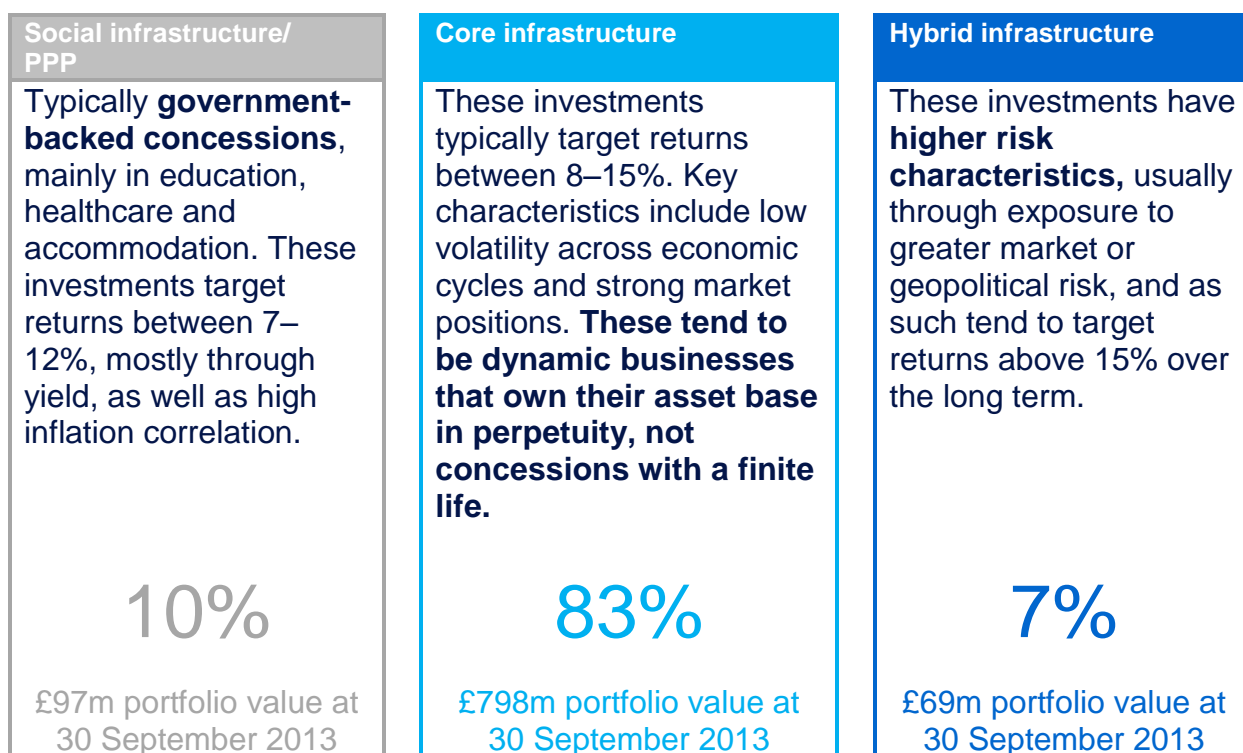 Social infrastructure/
PPP
Typically government-
backed concessions,
mainly in education,
healthcare and
accommodation. These
investments target
returns between 7–
12%, mostly through
yield, as well as high
inflation correlation.
10%
£97m portfolio value at
30 September 2013
Core infrastructure
These investments
typically target returns
between 8–15%. Key
characteristics include low
volatility across economic
cycles and strong market
positions. These tend to
be dynamic businesses
that own their asset base
in perpetuity, not
concessions with a finite
life.
83%
£798m portfolio value at
30 September 2013
Hybrid infrastructure
These investments have
higher risk
characteristics, usually
through exposure to
greater market or
geopolitical risk, and as
such tend to target
returns above 15% over
the long term.
7%
£69m portfolio value at
30 September 2013